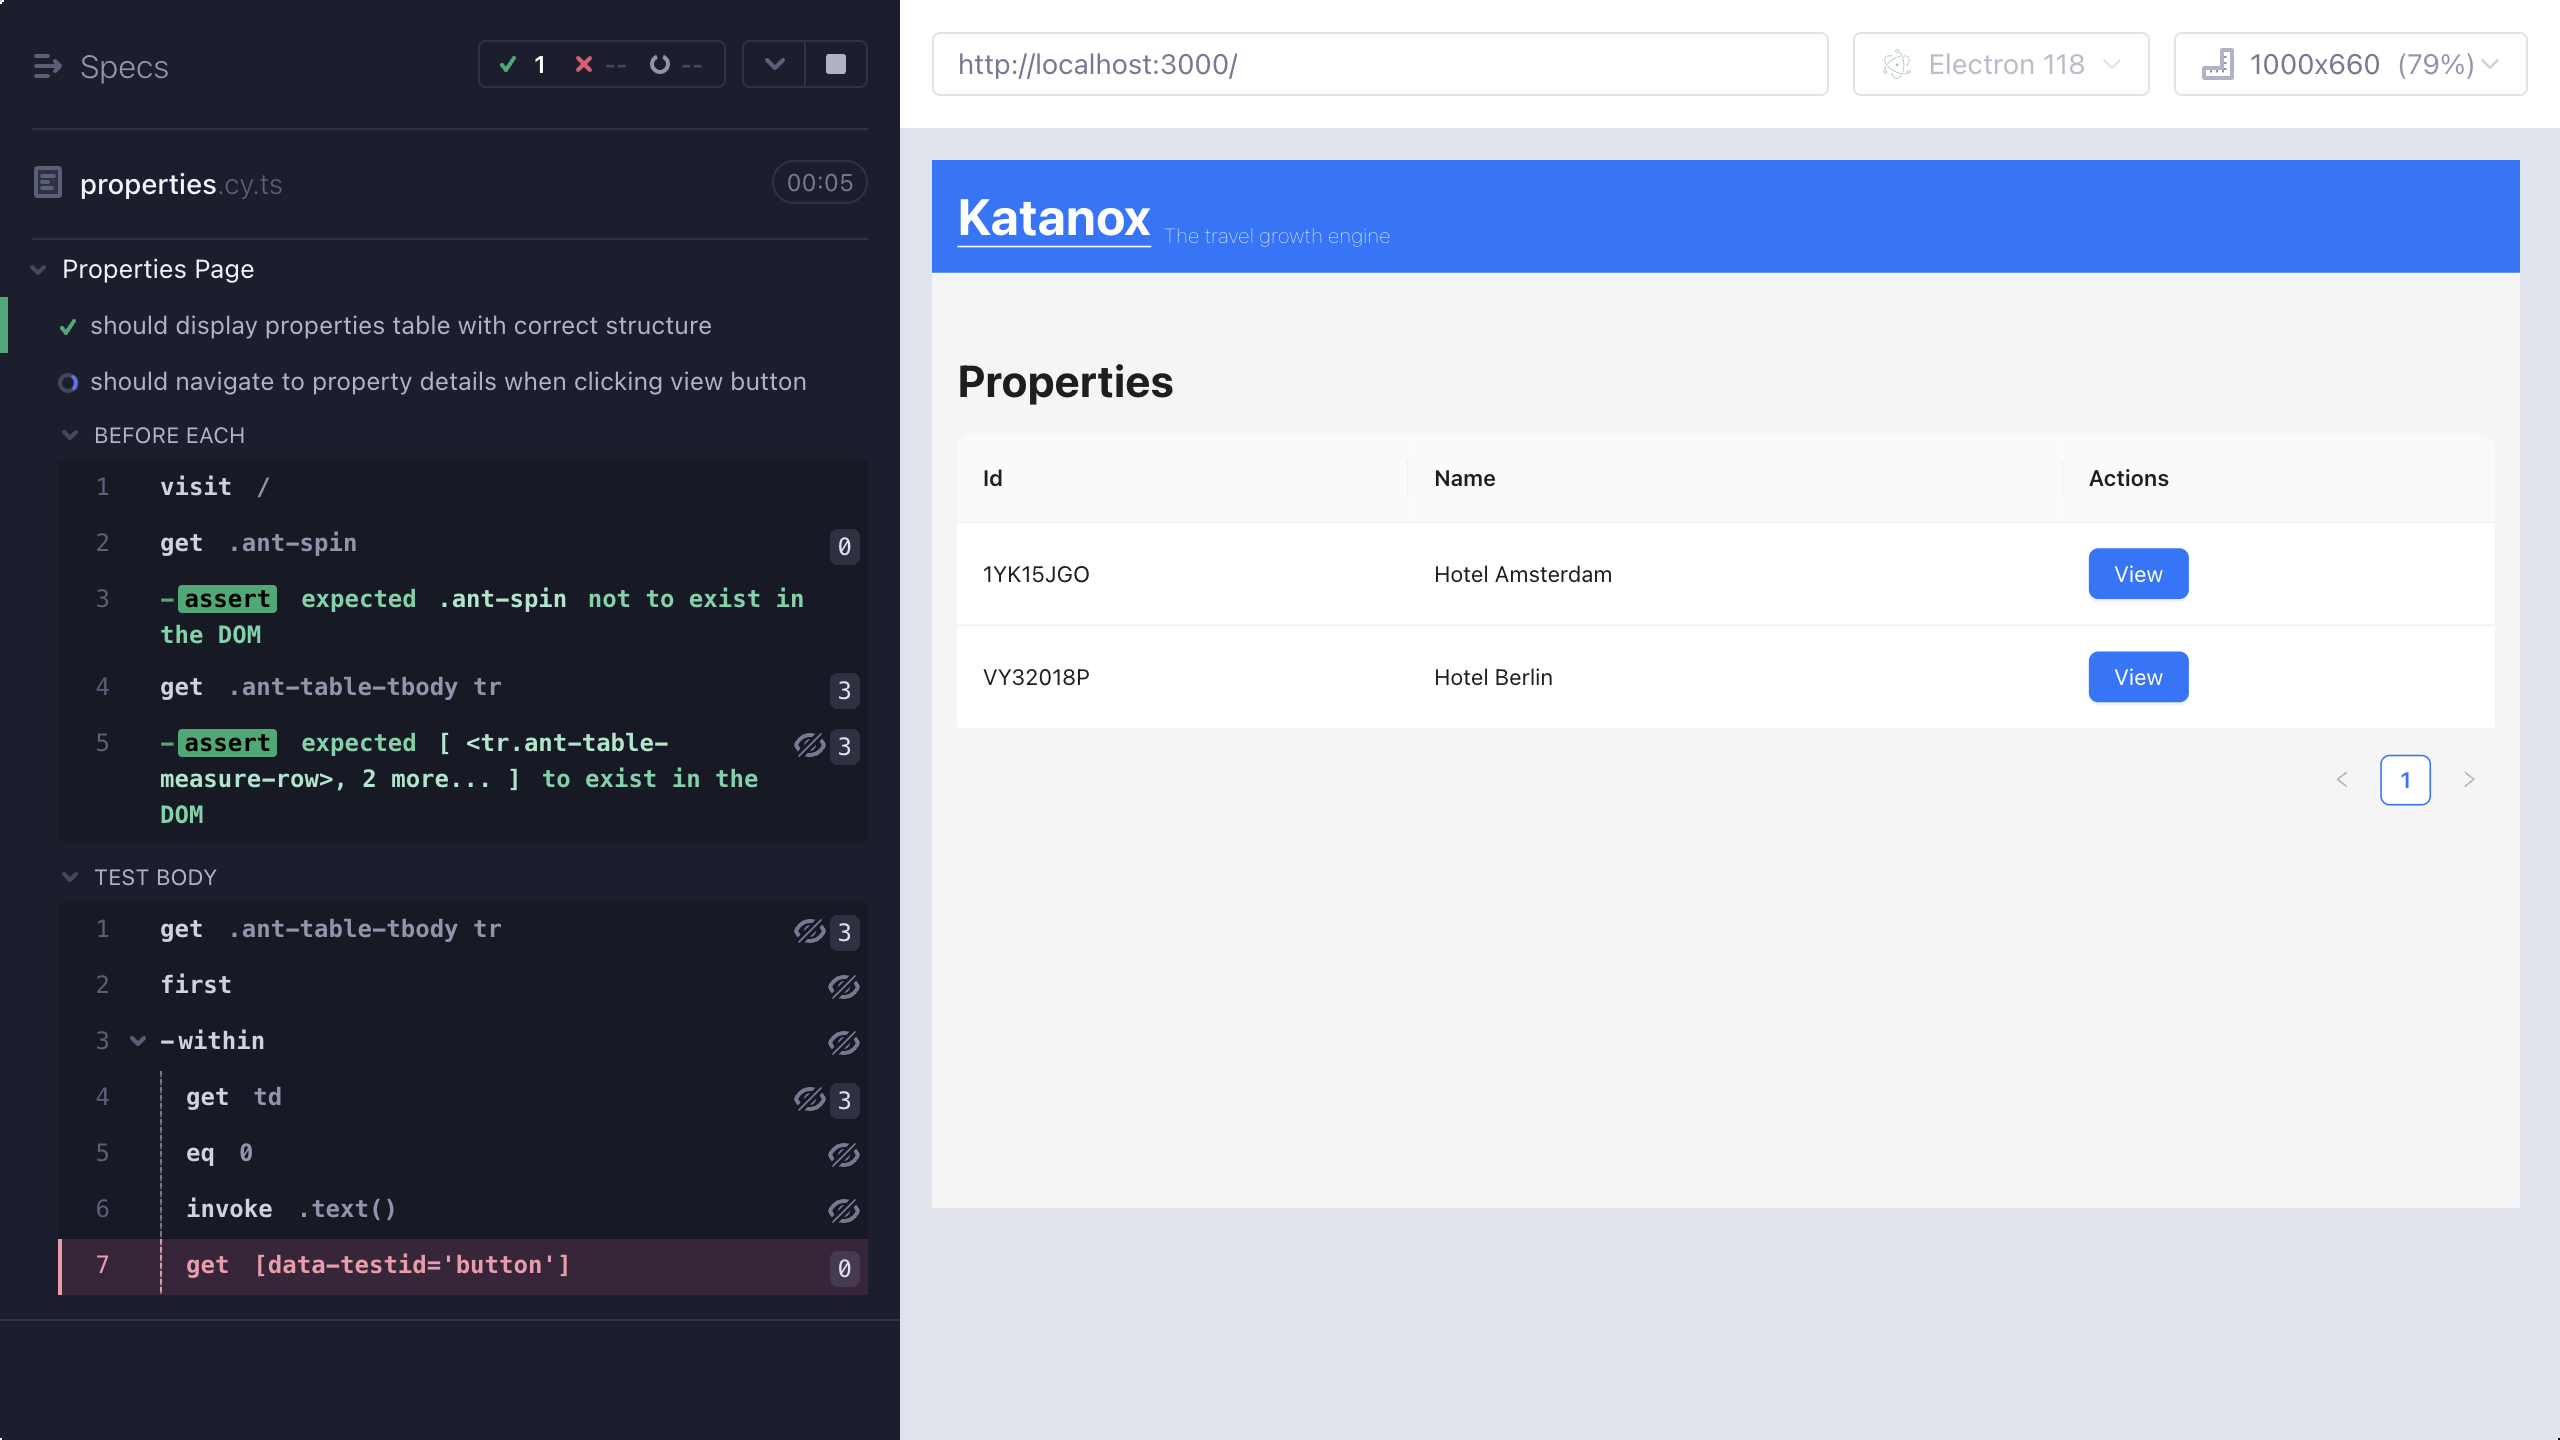 Specs
1 -- --
properties.cy.ts
00:05
Properties Page
should display properties table with correct structure
should navigate to property details when clicking view button
BEFORE EACH
1 visit /
2 get .ant-spin 0
3 -assert expected .ant-spin not to exist in
the DOM
4 get .ant-table-tbody tr 3
5 -assert expected [ <tr.ant-table- 3
measure-row>, 2 more... ] to exist in the
DOM
TEST BODY
1 get .ant-table-tbody tr 3
2 first
3 -within
4 get td 3
5 eq 0
6 invoke .text()
7 get [data-testid='button'] 0
http://localhost:3000/
Electron 118
1000x660 (79%)
Katanox The travel growth engine
Properties
Id Name Actions
1YK15JGO Hotel Amsterdam View
VY32018P Hotel Berlin View
< 1 >